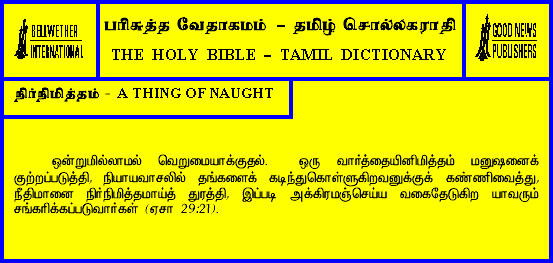 BELLWETHER
INTERNATIONAL
பரிசுத்த வேதாகமம் – தமிழ் சொல்லகராதி
THE HOLY BIBLE – TAMIL DICTIONARY
GOOD NEWS
PUBLISHERS
நிர்நிமித்தம் - A THING OF NAUGHT
ஒன்றுமில்லாமல் வெறுமையாக்குதல். ஒரு வார்த்தையினிமித்தம் மனுஷனைக்
குற்றப்படுத்தி, நியாயவாசலில் தங்களைக் கடிந்துகொள்ளுகிறவனுக்குக் கண்ணிவைத்து,
நீதிமானை நிர்நிமித்தமாய்த் துரத்தி, இப்படி அக்கிரமஞ்செய்ய வகைதேடுகிற யாவரும்
சங்கரிக்கப்படுவார்கள் (ஏசா 29:21).